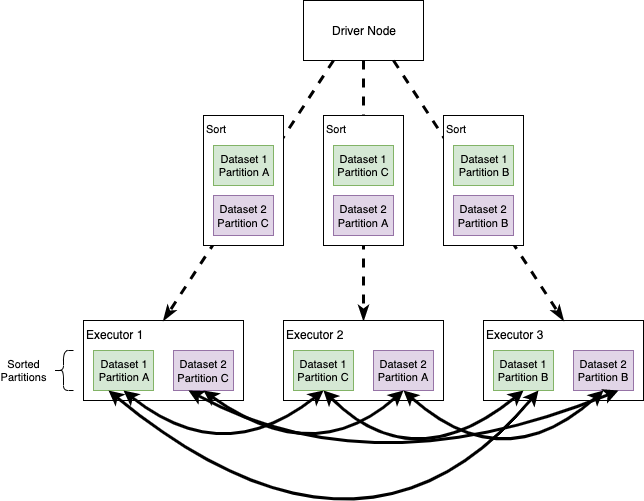 Driver Node
Sort
Dataset 1
Partition A
Dataset 2
Partition C
Sort
Dataset 1
Partition C
Dataset 2
Partition A
Sort
Dataset 1
Partition B
Dataset 2
Partition B
Sorted
Partitions
Executor 1
Dataset 1
Partition A
Dataset 2
Partition C
Executor 2
Dataset 1
Partition C
Dataset 2
Partition A
Executor 3
Dataset 1
Partition B
Dataset 2
Partition B